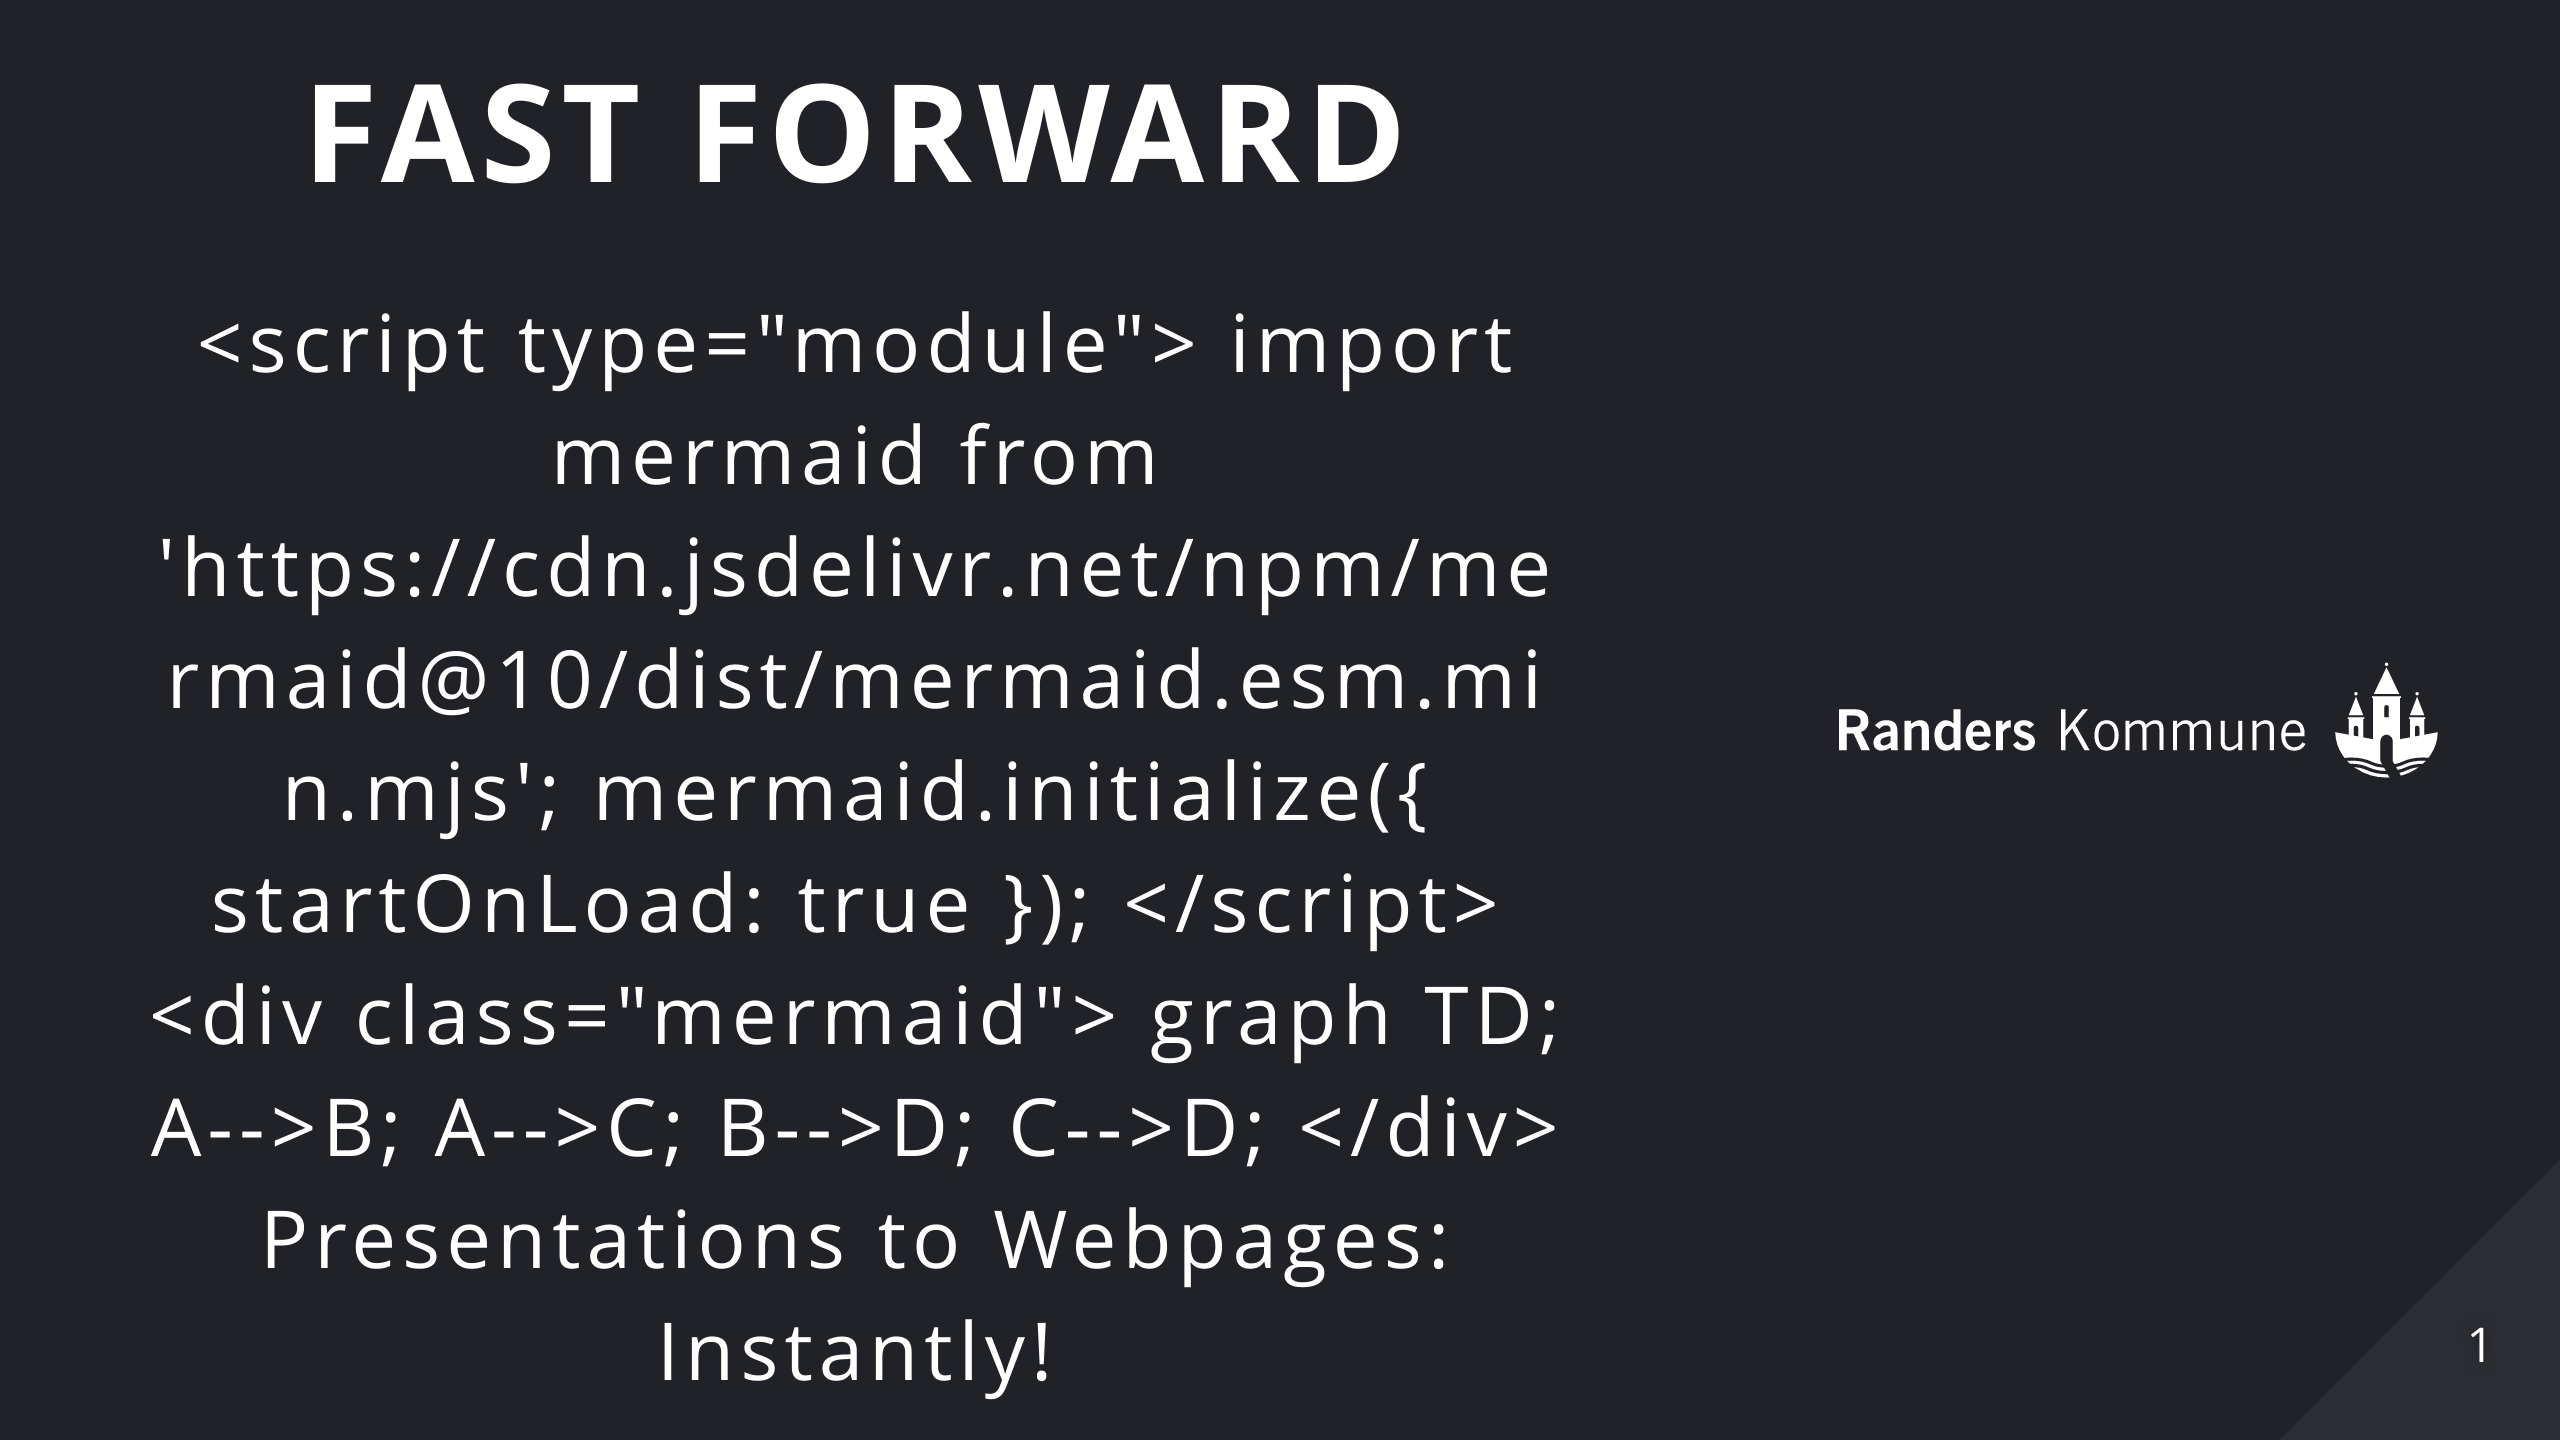 FAST FORWARD
<script type="module"> import
mermaid from
'https://cdn.jsdelivr.net/npm/me
rmaid@10/dist/mermaid.esm.mi
n.mjs'; mermaid.initialize({
startOnLoad: true }); </script>
<div class="mermaid"> graph TD;
A-->B; A-->C; B-->D; C-->D; </div>
Presentations to Webpages:
Instantly!
Randers Kommune
1